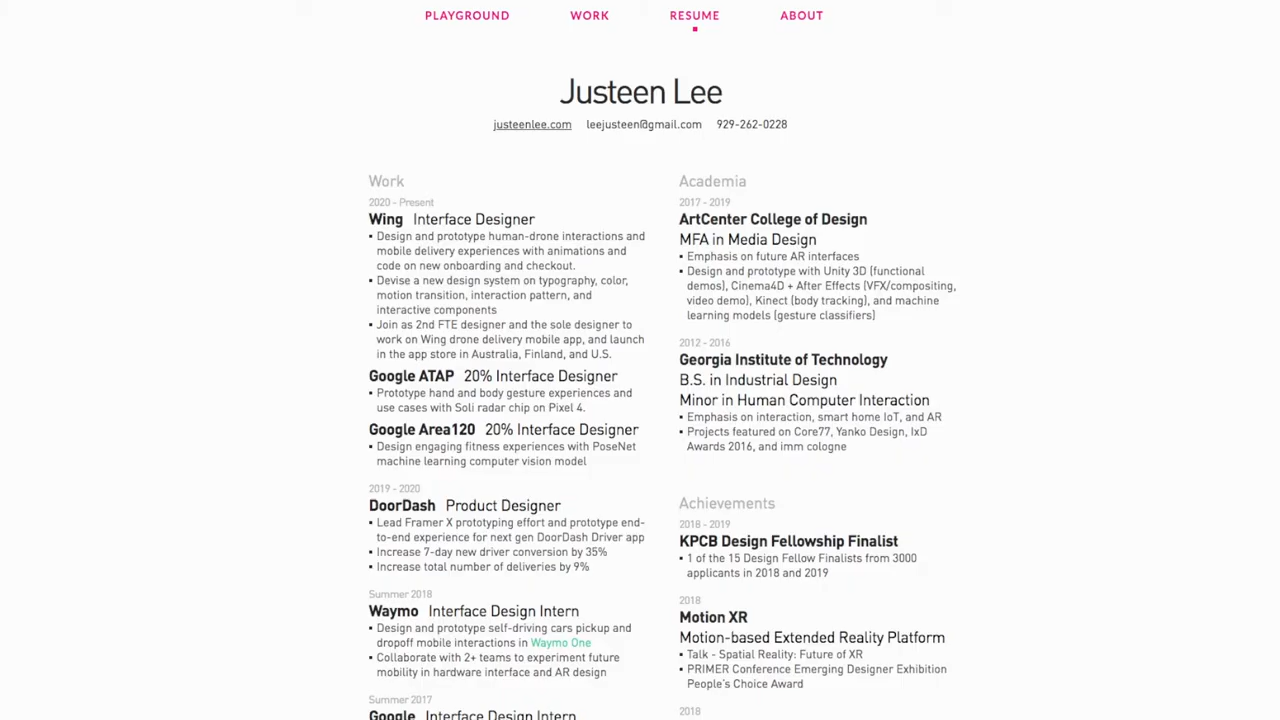 PLAYGROUND WORK RESUME ABOUT
Justeen Lee
justeenlee.com leejusteen@gmail.com 929-262-0228
Work
2020 - Present
Wing Interface Designer
▪ Design and prototype human-drone interactions and
mobile delivery experiences with animations and
code on new onboarding and checkout.
▪ Devise a new design system on typography, color,
motion transition, interaction pattern, and
interactive components
▪ Join as 2nd FTE designer and the sole designer to
work on Wing drone delivery mobile app, and launch
in the app store in Australia, Finland, and U.S.
Google ATAP 20% Interface Designer
▪ Prototype hand and body gesture experiences and
use cases with Soli radar chip on Pixel 4.
Google Area120 20% Interface Designer
▪ Design engaging fitness experiences with PoseNet
machine learning computer vision model
2019 - 2020
DoorDash Product Designer
▪ Lead Framer X prototyping effort and prototype end-
to-end experience for next gen DoorDash Driver app
▪ Increase 7-day new driver conversion by 35%
▪ Increase total number of deliveries by 9%
Summer 2018
Waymo Interface Design Intern
▪ Design and prototype self-driving cars pickup and
dropoff mobile interactions in Waymo One
▪ Collaborate with 2+ teams to experiment future
mobility in hardware interface and AR design
Summer 2017
Google Interface Design Intern
Academia
2017 - 2019
ArtCenter College of Design
MFA in Media Design
▪ Emphasis on future AR interfaces
▪ Design and prototype with Unity 3D (functional
demos), Cinema4D + After Effects (VFX/compositing,
video demo), Kinect (body tracking), and machine
learning models (gesture classifiers)
2012 - 2016
Georgia Institute of Technology
B.S. in Industrial Design
Minor in Human Computer Interaction
▪ Emphasis on interaction, smart home IoT, and AR
▪ Projects featured on Core77, Yanko Design, IxD
Awards 2016, and imm cologne
Achievements
2018 - 2019
KPCB Design Fellowship Finalist
▪ 1 of the 15 Design Fellow Finalists from 3000
applicants in 2018 and 2019
2018
Motion XR
Motion-based Extended Reality Platform
▪ Talk - Spatial Reality: Future of XR
▪ PRIMER Conference Emerging Designer Exhibition
People's Choice Award
2018